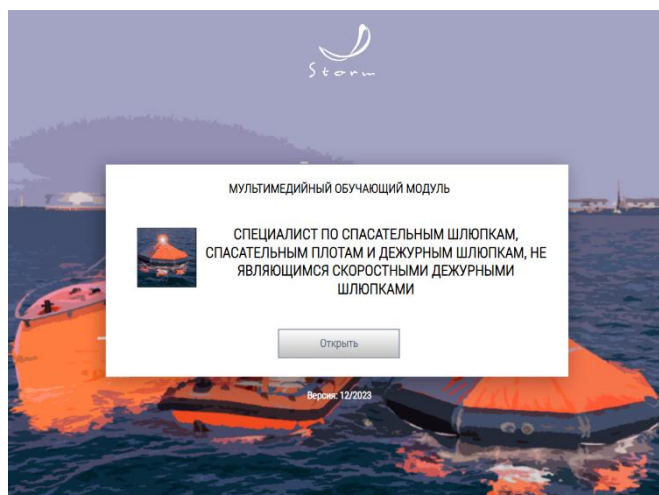 Storm
МУЛЬТИМЕДИЙНЫЙ ОБУЧАЮЩИЙ МОДУЛЬ
СПЕЦИАЛИСТ ПО СПАСАТЕЛЬНЫМ ШЛЮПКАМ,
СПАСАТЕЛЬНЫМ ПЛОТАМ И ДЕЖУРНЫМ ШЛЮПКАМ, НЕ
ЯВЛЯЮЩИМСЯ СКОРОСТНЫМИ ДЕЖУРНЫМИ
ШЛЮПКАМИ
Открыть
Версия: 12/2023